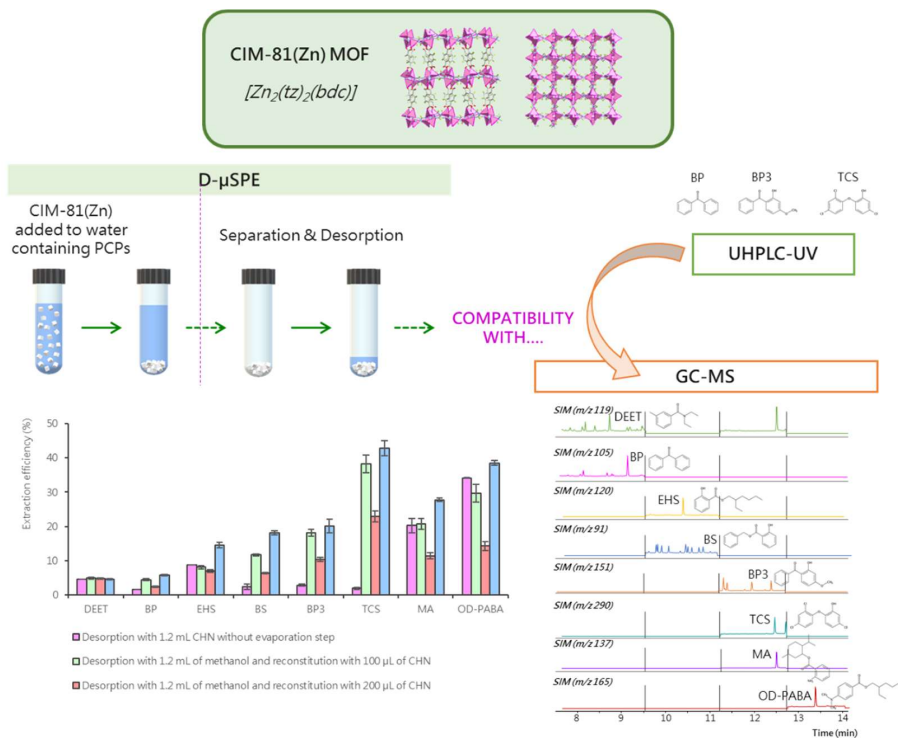 CIM-81(Zn) MOF
[Zn2(tz)2(bdc)]
D-µSPE
CIM-81(Zn)
added to water
containing PCPs
Separation & Desorption
BP
BP3
TCS
UHPLC-UV
COMPATIBILITY
WITH....
GC-MS
Extraction efficiency (%)
50
40
30
20
10
0
DEET
BP
EHS
BS
BP3
TCS
MA
OD-PABA
Desorption with 1.2 mL CHN without evaporation step
Desorption with 1.2 mL of methanol and reconstitution with 100 µL of CHN
Desorption with 1.2 mL of methanol and reconstitution with 200 µL of CHN
SIM (m/z 119)
DEET
SIM (m/z 105)
BP
SIM (m/z 120)
EHS
SIM (m/z 91)
BS
SIM (m/z 151)
BP3
SIM (m/z 290)
TCS
SIM (m/z 137)
MA
SIM (m/z 165)
OD-PABA
8
9
10
11
12
13
14
Time (min)